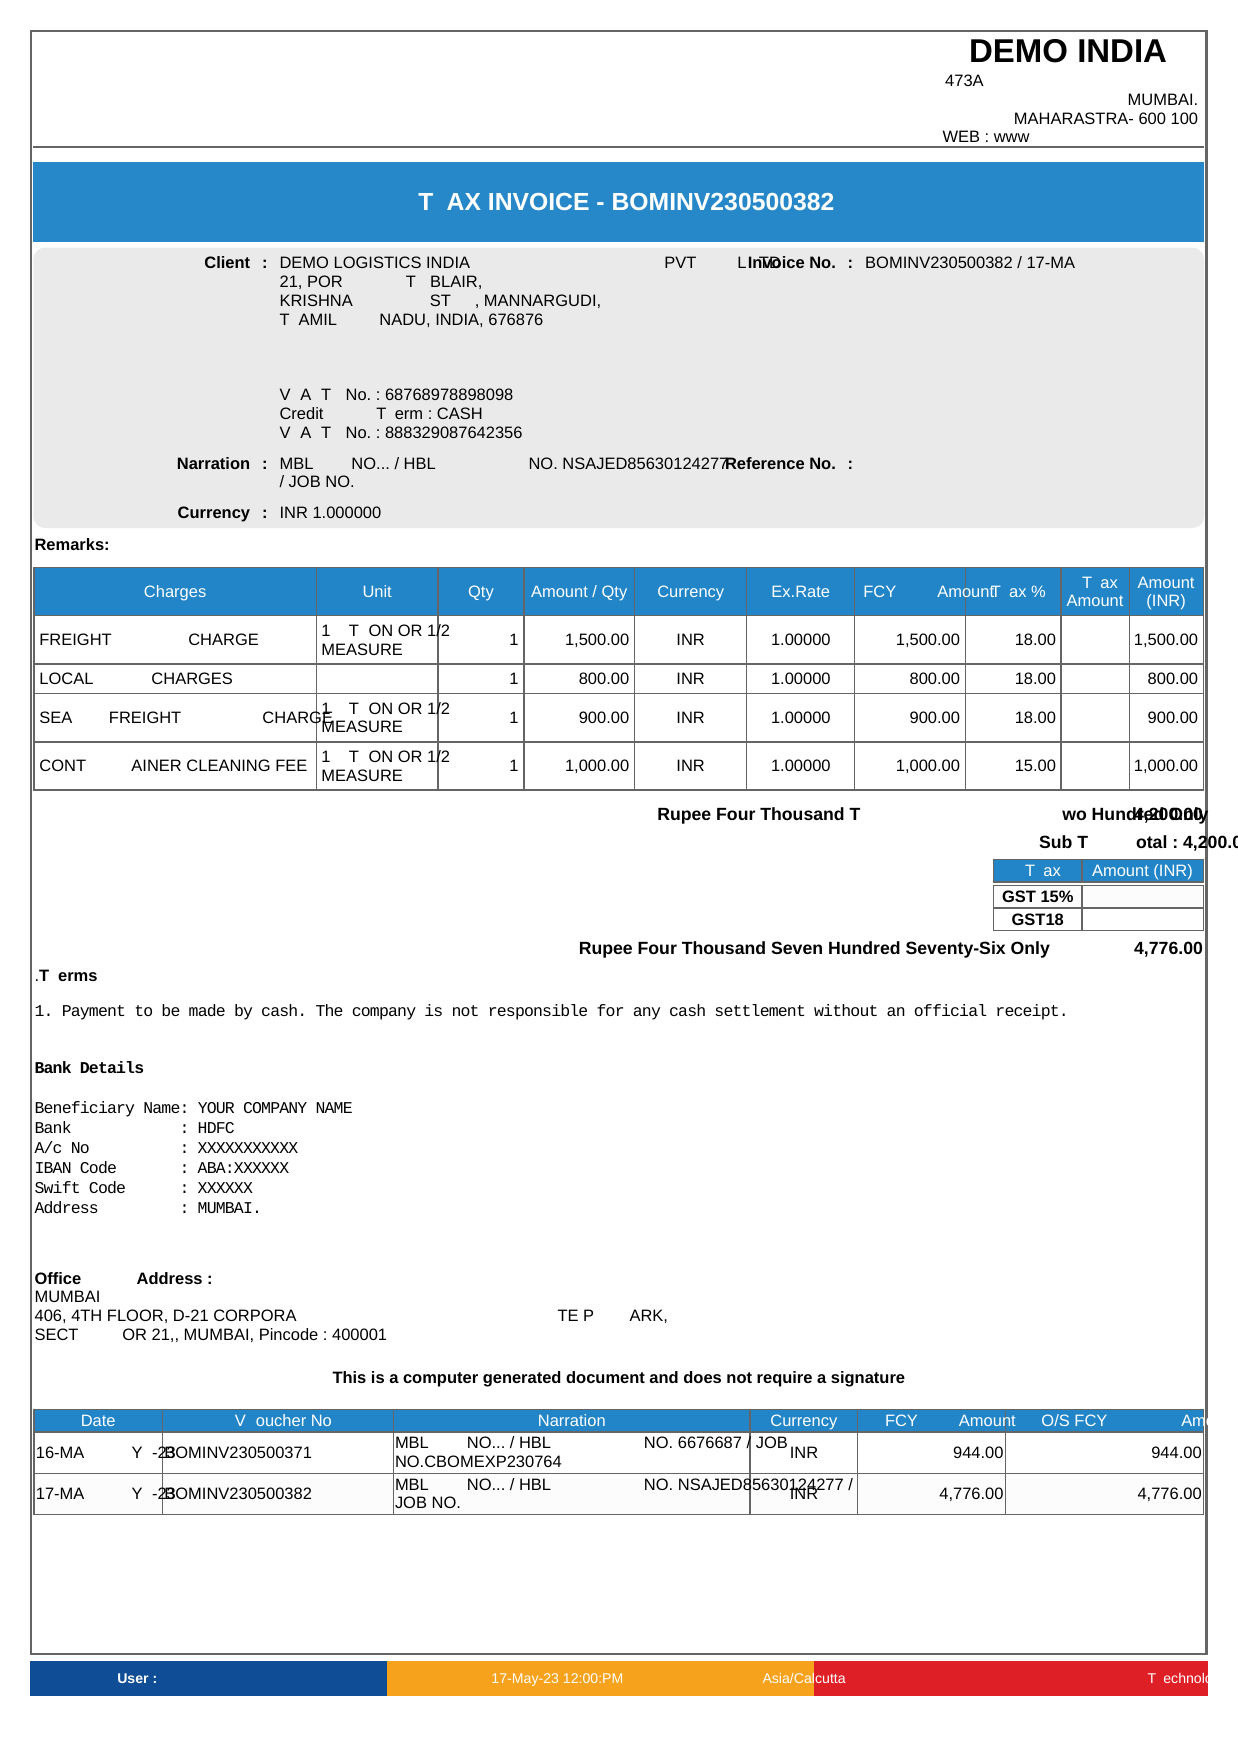 DEMO INDIA
473A
MUMBAI.
MAHARASTRA- 600 100
WEB : www
T AX INVOICE - BOMINV230500382
Client : DEMO LOGISTICS INDIA PVT LTD Invoice No. : BOMINV230500382 / 17-MA
21, POR T BLAIR,
KRISHNA ST , MANNARGUDI,
T AMIL NADU, INDIA, 676876
V A T No. : 68768978898098
Credit T erm : CASH
V A T No. : 888329087642356
Narration : MBL NO... / HBL NO. NSAJED85630124277 Reference No. :
/ JOB NO.
Currency : INR 1.000000
Remarks:
Charges Unit Qty Amount / Qty Currency Ex.Rate FCY Amount T ax % T ax Amount Amount (INR)
FREIGHT CHARGE 1 T ON OR 1/2 MEASURE 1 1,500.00 INR 1.00000 1,500.00 18.00 1,500.00
LOCAL CHARGES 1 800.00 INR 1.00000 800.00 18.00 800.00
SEA FREIGHT CHARGE 1 T ON OR 1/2 MEASURE 1 900.00 INR 1.00000 900.00 18.00 900.00
CONT AINER CLEANING FEE 1 T ON OR 1/2 MEASURE 1 1,000.00 INR 1.00000 1,000.00 15.00 1,000.00
Rupee Four Thousand T wo Hundred Only 4,200.00
Sub T otal : 4,200.0
T ax Amount (INR)
GST 15%
GST18
Rupee Four Thousand Seven Hundred Seventy-Six Only 4,776.00
.T erms
1. Payment to be made by cash. The company is not responsible for any cash settlement without an official receipt.
Bank Details
Beneficiary Name: YOUR COMPANY NAME
Bank : HDFC
A/c No : XXXXXXXXXXX
IBAN Code : ABA:XXXXXX
Swift Code : XXXXXX
Address : MUMBAI.
Office Address :
MUMBAI
406, 4TH FLOOR, D-21 CORPORA TE P ARK,
SECT OR 21,, MUMBAI, Pincode : 400001
This is a computer generated document and does not require a signature
Date V oucher No Narration Currency FCY Amount O/S FCY Am
16-MA Y -23 BOMINV230500371 MBL NO... / HBL NO. 6676687 / JOB NO.CBOMEXP230764 INR 944.00 944.00
17-MA Y -23 BOMINV230500382 MBL NO... / HBL NO. NSAJED85630124277 / JOB NO. INR 4,776.00 4,776.00
User : 17-May-23 12:00:PM Asia/Calcutta T echnolo